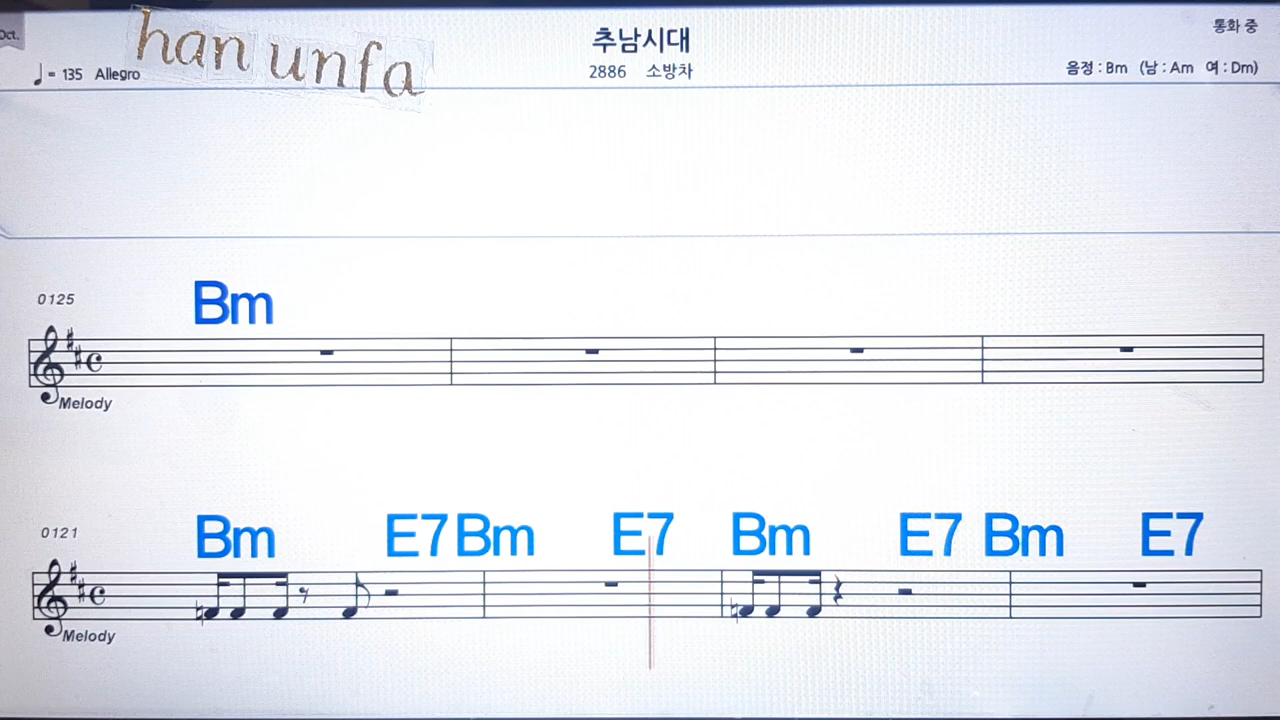 Oct.
han unfa
추남시대
통화 중
♩= 135 Allegro
2886 소방차
음정 : Bm (남 : Am 여 : Dm)
0125
Bm
Melody
0121
Bm E7 Bm E7 Bm E7 Bm E7
Melody